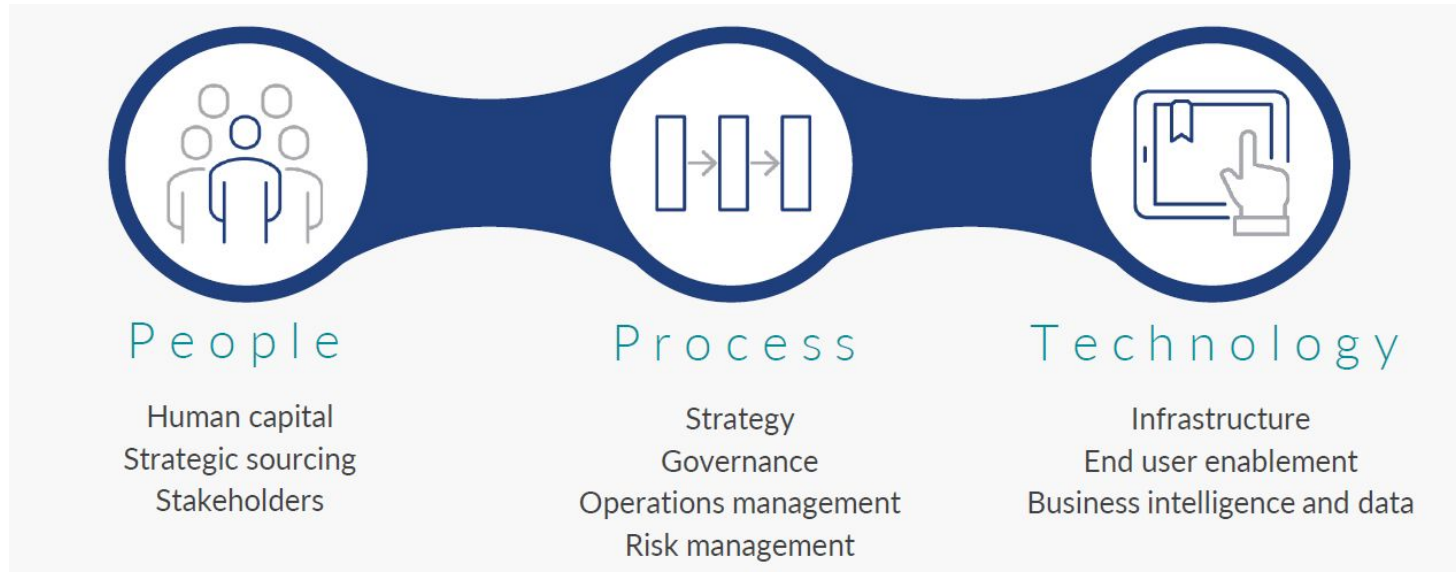 People
Human capital
Strategic sourcing
Stakeholders
Process
Strategy
Governance
Operations management
Risk management
Technology
Infrastructure
End user enablement
Business intelligence and data